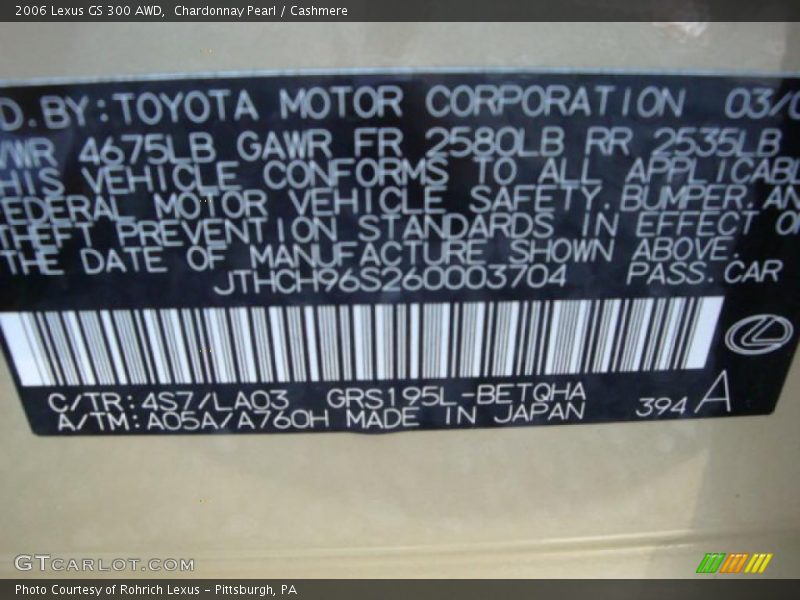 2006 Lexus GS 300 AWD, Chardonnay Pearl / Cashmere
D. BY: TOYOTA MOTOR CORPORATION 03/0
VWR 4675LB GAWR FR 2580LB RR 2535LB
HIS VEHICLE CONFORMS TO ALL APPLICABL
EDERAL MOTOR VEHICLE SAFETY. BUMPER. AN
THEFT PREVENTION STANDARDS IN EFFECT O
THE DATE OF MANUFACTURE SHOWN ABOVE.
JTHCH96S260003704 PASS. CAR
C/TR: 4S7/LA03 GRS195L-BETQHA
A/TM: A05A/A760H MADE IN JAPAN 394 A
GTCARLOT.COM
Photo Courtesy of Rohrich Lexus - Pittsburgh, PA